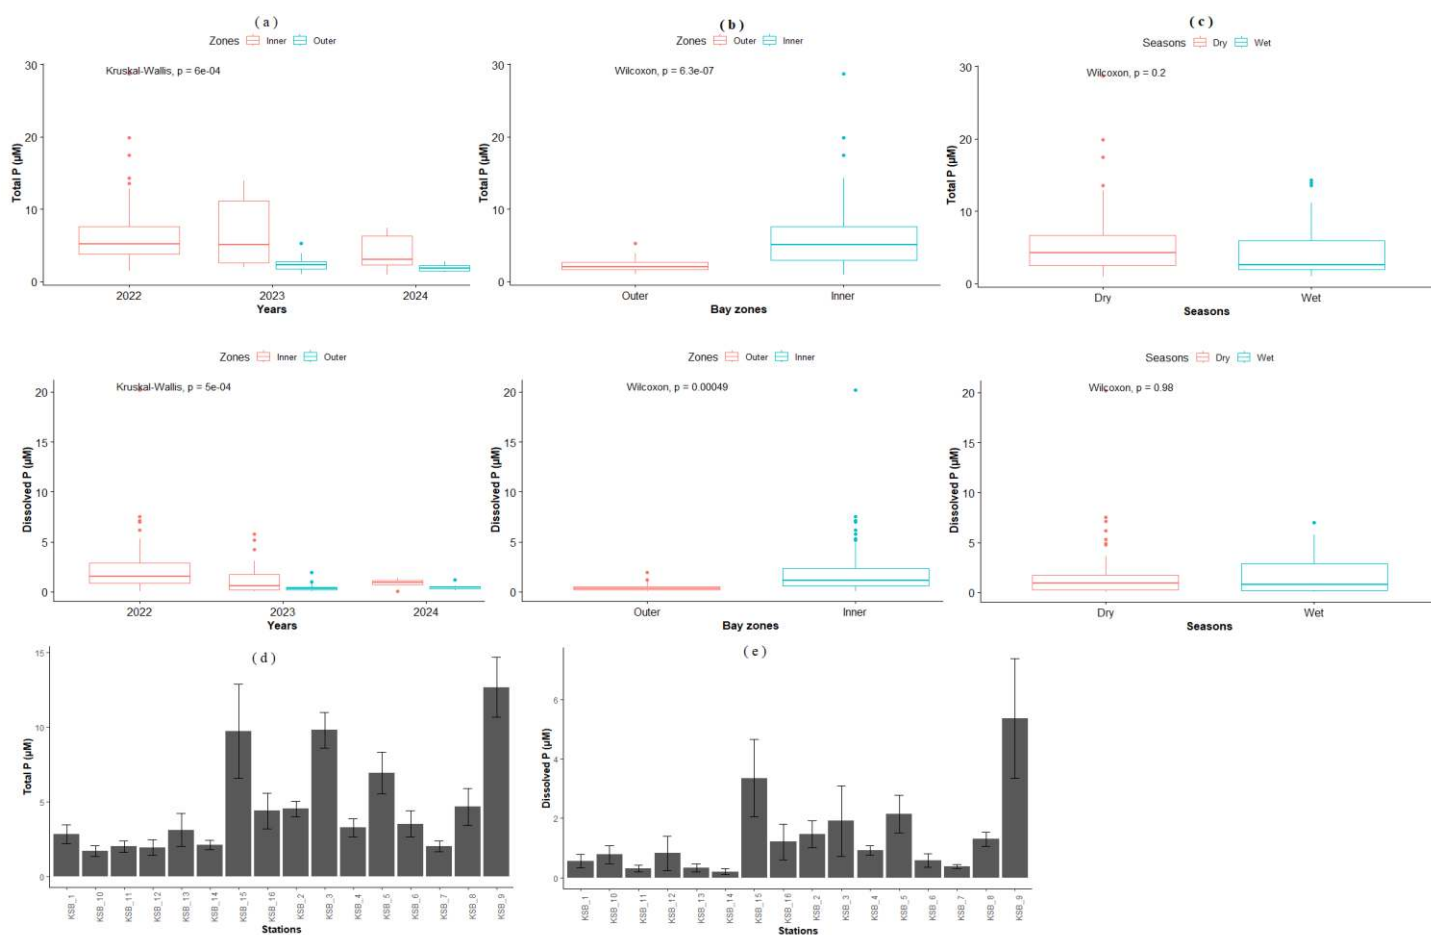 ( a )
Zones Inner Outer
Kruskal-Wallis, p = 6e-04
Total P (µM)
30
20
10
0
2022 2023 2024
Years
( b )
Zones Outer Inner
Wilcoxon, p = 6.3e-07
Total P (µM)
30
20
10
0
Outer Inner
Bay zones
( c )
Seasons Dry Wet
Wilcoxon, p = 0.2
Total P (µM)
30
20
10
0
Dry Wet
Seasons
Zones Inner Outer
Kruskal-Wallis, p = 5e-04
Dissolved P (µM)
20
15
10
5
0
2022 2023 2024
Years
Zones Outer Inner
Wilcoxon, p = 0.00049
Dissolved P (µM)
20
15
10
5
0
Outer Inner
Bay zones
Seasons Dry Wet
Wilcoxon, p = 0.98
Dissolved P (µM)
20
15
10
5
0
Dry Wet
Seasons
( d )
Total P (µM)
15
10
5
0
KSB_1 KSB_10 KSB_11 KSB_12 KSB_13 KSB_14 KSB_15 KSB_16 KSB_2 KSB_3 KSB_4 KSB_5 KSB_6 KSB_7 KSB_8 KSB_9
Stations
( e )
Dissolved P (µM)
6
4
2
0
KSB_1 KSB_10 KSB_11 KSB_12 KSB_13 KSB_14 KSB_15 KSB_16 KSB_2 KSB_3 KSB_4 KSB_5 KSB_6 KSB_7 KSB_8 KSB_9
Stations